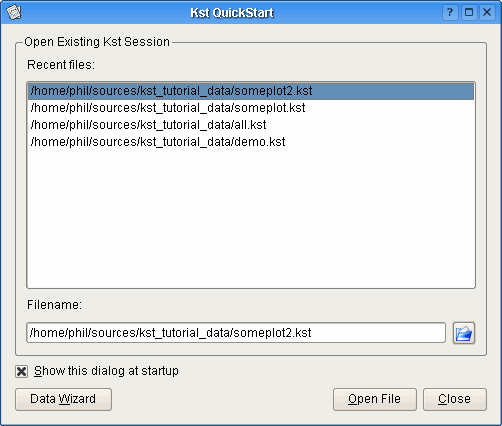 Kst QuickStart
Open Existing Kst Session
Recent files:
/home/phil/sources/kst_tutorial_data/someplot2.kst
/home/phil/sources/kst_tutorial_data/someplot.kst
/home/phil/sources/kst_tutorial_data/all.kst
/home/phil/sources/kst_tutorial_data/demo.kst
Filename:
/home/phil/sources/kst_tutorial_data/someplot2.kst
Show this dialog at startup
Data Wizard
Open File
Close